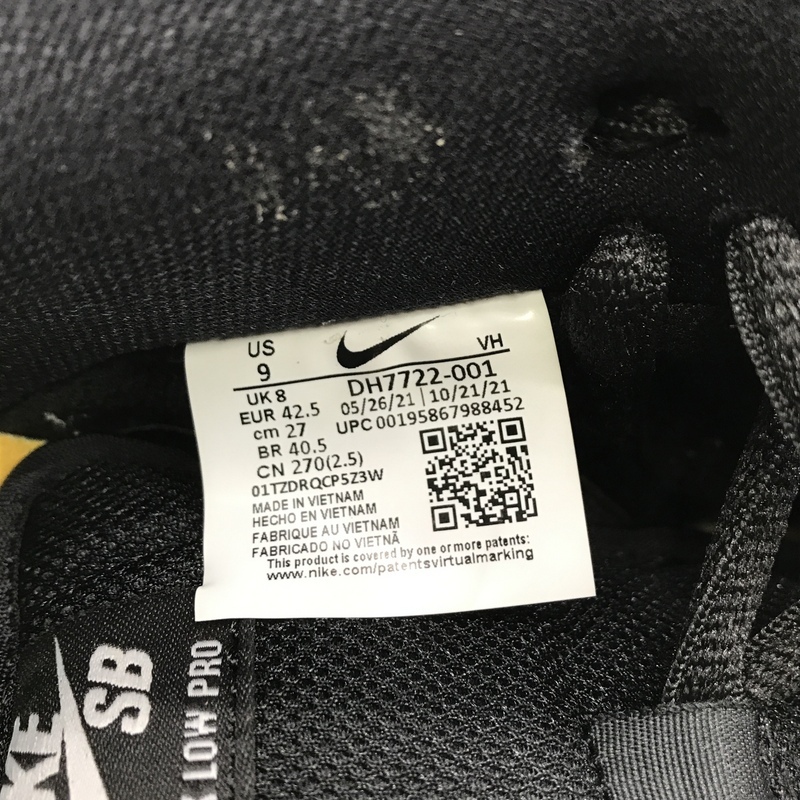 US
9
VH
UK 8
EUR 42.5
cm 27
BR 40.5
CN 270(2.5)
DH7722-001
05/26/21 | 10/21/21
UPC 00195867988452
01TZDRQCP5Z3W
MADE IN VIETNAM
HECHO EN VIETNAM
FABRIQUE AU VIETNAM
FABRICADO NO VIETNÃ
This product is covered by one or more patents:
www.nike.com/patentsvirtualmarking
SB
LOW PRO